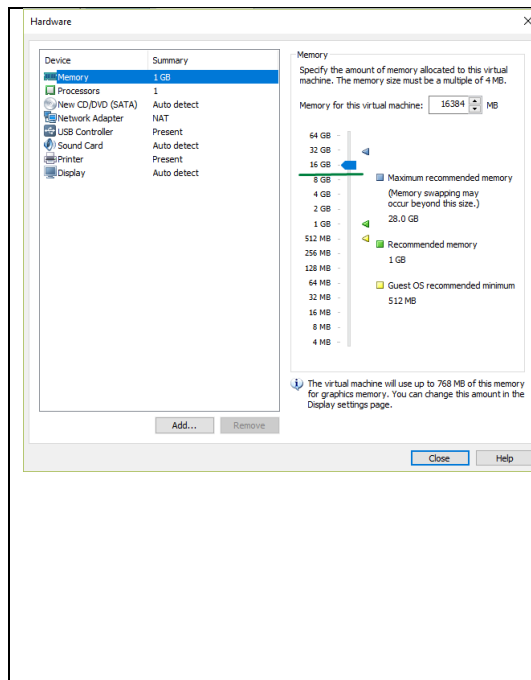 Hardware
Device Summary
Memory 1 GB
Processors 1
New CD/DVD (SATA) Auto detect
Network Adapter NAT
USB Controller Present
Sound Card Auto detect
Printer Present
Display Auto detect
Add...
Remove
Memory
Specify the amount of memory allocated to this virtual
machine. The memory size must be a multiple of 4 MB.
Memory for this virtual machine: 16384 MB
64 GB
32 GB
16 GB
8 GB
4 GB
2 GB
1 GB
512 MB
256 MB
128 MB
64 MB
32 MB
16 MB
8 MB
4 MB
Maximum recommended memory
(Memory swapping may
occur beyond this size.)
28.0 GB
Recommended memory
1 GB
Guest OS recommended minimum
512 MB
The virtual machine will use up to 768 MB of this memory
for graphics memory. You can change this amount in the
Display settings page.
Close
Help